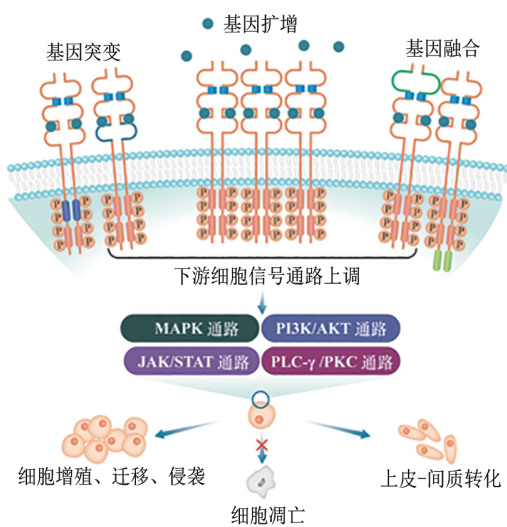 基因扩增
基因突变
基因融合
P P P P P P P P P P P P P P P P
P P P P P P P P P P P P P P P P P P P P P P P P
P P P P P P P P P P P P P P P P
下游细胞信号通路上调
MAPK 通路
PI3K/AKT 通路
JAK/STAT 通路
PLC-γ/PKC 通路
细胞增殖、迁移、侵袭
上皮-间质转化
细胞凋亡